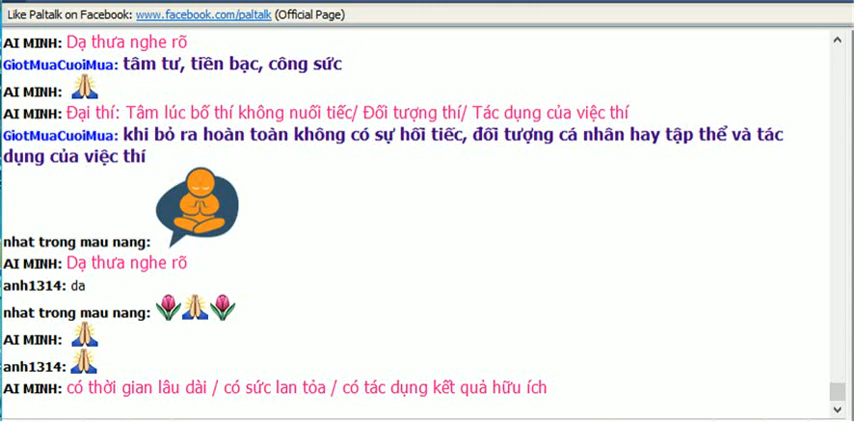 Like Paltalk on Facebook: www.facebook.com/paltalk (Official Page)
AI MINH: Dạ thưa nghe rõ
GiotMuaCuoiMua: tâm tư, tiền bạc, công sức
AI MINH:
AI MINH: Đại thí: Tâm lúc bố thí không nuối tiếc/ Đối tượng thí/ Tác dụng của việc thí
GiotMuaCuoiMua: khi bỏ ra hoàn toàn không có sự hối tiếc, đối tượng cá nhân hay tập thể và tác
dụng của việc thí
nhat trong mau nang:
AI MINH: Dạ thưa nghe rõ
anh1314: da
nhat trong mau nang:
AI MINH:
anh1314:
AI MINH: có thời gian lâu dài / có sức lan tỏa / có tác dụng kết quả hữu ích